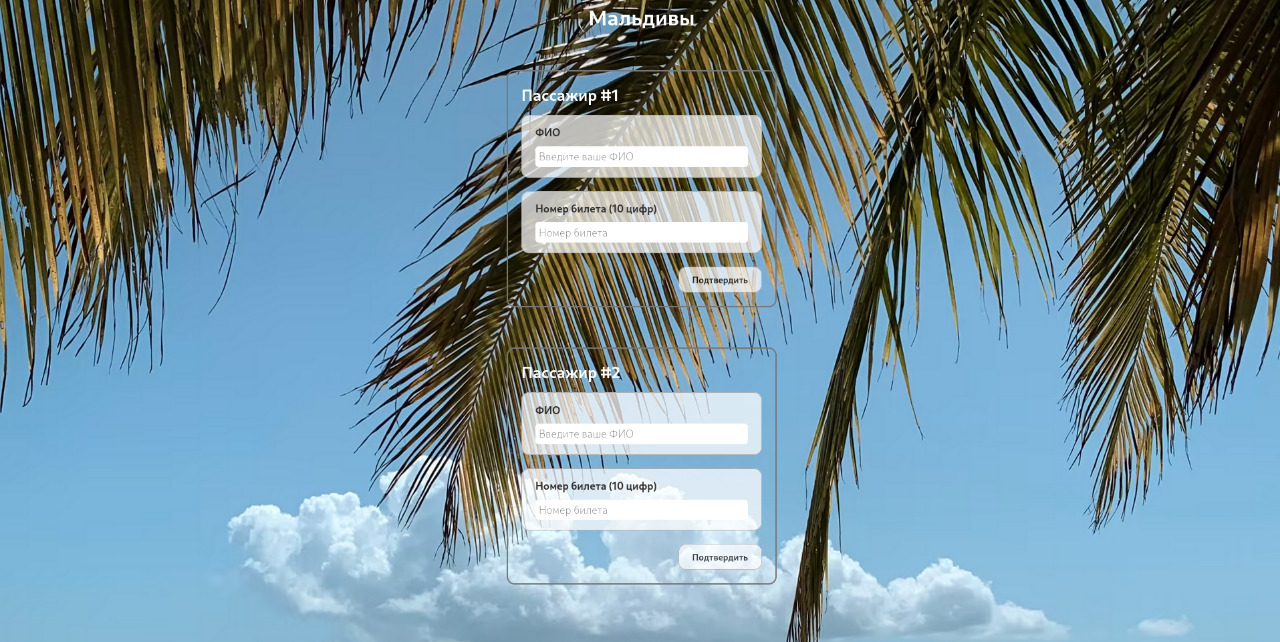 Мальдивы
Пассажир #1
ФИО
Введите ваше ФИО
Номер билета (10 цифр)
Номер билета
Подтвердить
Пассажир #2
ФИО
Введите ваше ФИО
Номер билета (10 цифр)
Номер билета
Подтвердить